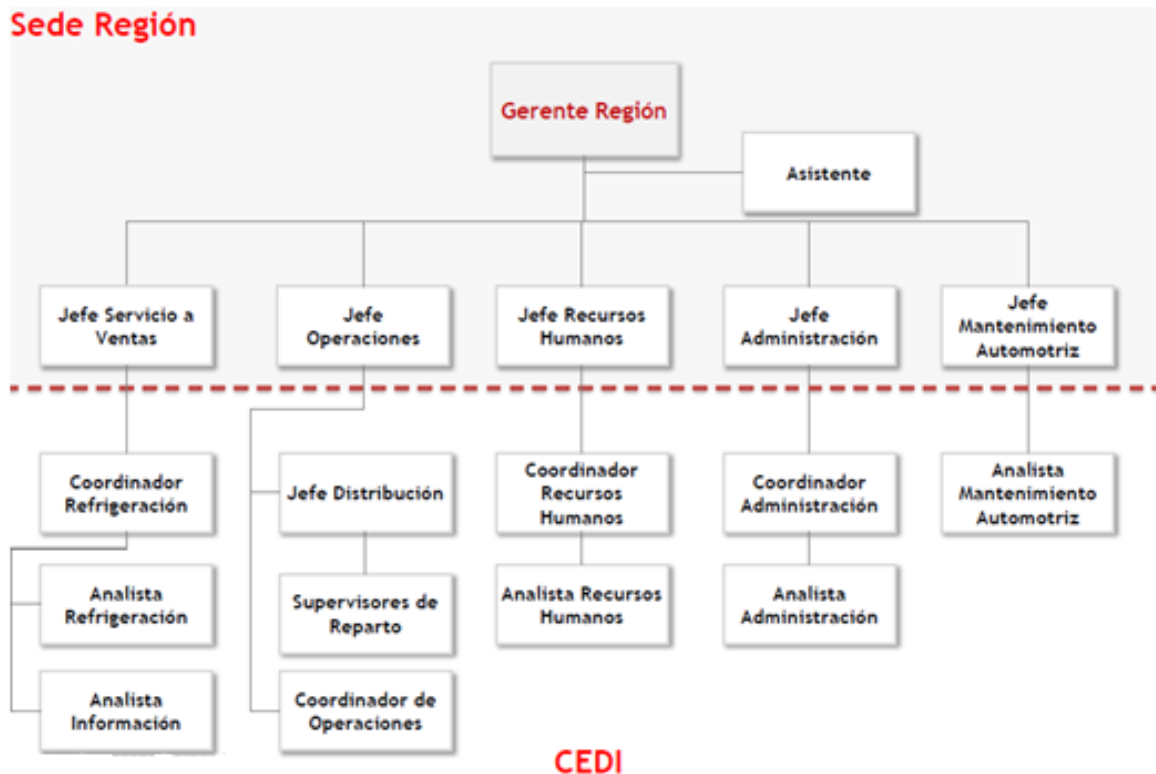 Sede Región
Gerente Región
Asistente
Jefe Servicio a
Ventas
Jefe
Operaciones
Jefe Recursos
Humanos
Jefe
Administración
Jefe
Mantenimiento
Automotriz
Coordinador
Refrigeración
Jefe Distribución
Coordinador
Recursos
Humanos
Coordinador
Administración
Analista
Mantenimiento
Automotriz
Analista
Refrigeración
Supervisores de
Reparto
Analista Recursos
Humanos
Analista
Administración
Analista
Información
Coordinador de
Operaciones
CEDI